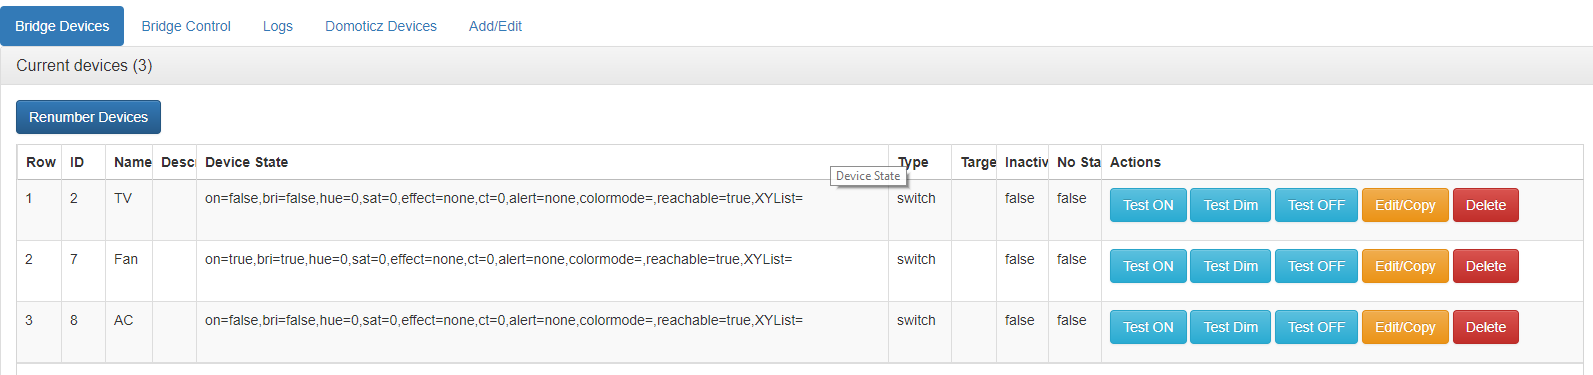 Bridge Devices Bridge Control Logs Domoticz Devices Add/Edit
Current devices (3)
Renumber Devices
Row ID Name Descr Device State Type Targe Inactiv No Sta Actions
Device State
1 2 TV on=false,bri=false,hue=0,sat=0,effect=none,ct=0,alert=none,colormode=,reachable=true,XYList= switch false false Test ON Test Dim Test OFF Edit/Copy Delete
2 7 Fan on=true,bri=true,hue=0,sat=0,effect=none,ct=0,alert=none,colormode=,reachable=true,XYList= switch false false Test ON Test Dim Test OFF Edit/Copy Delete
3 8 AC on=false,bri=false,hue=0,sat=0,effect=none,ct=0,alert=none,colormode=,reachable=true,XYList= switch false false Test ON Test Dim Test OFF Edit/Copy Delete